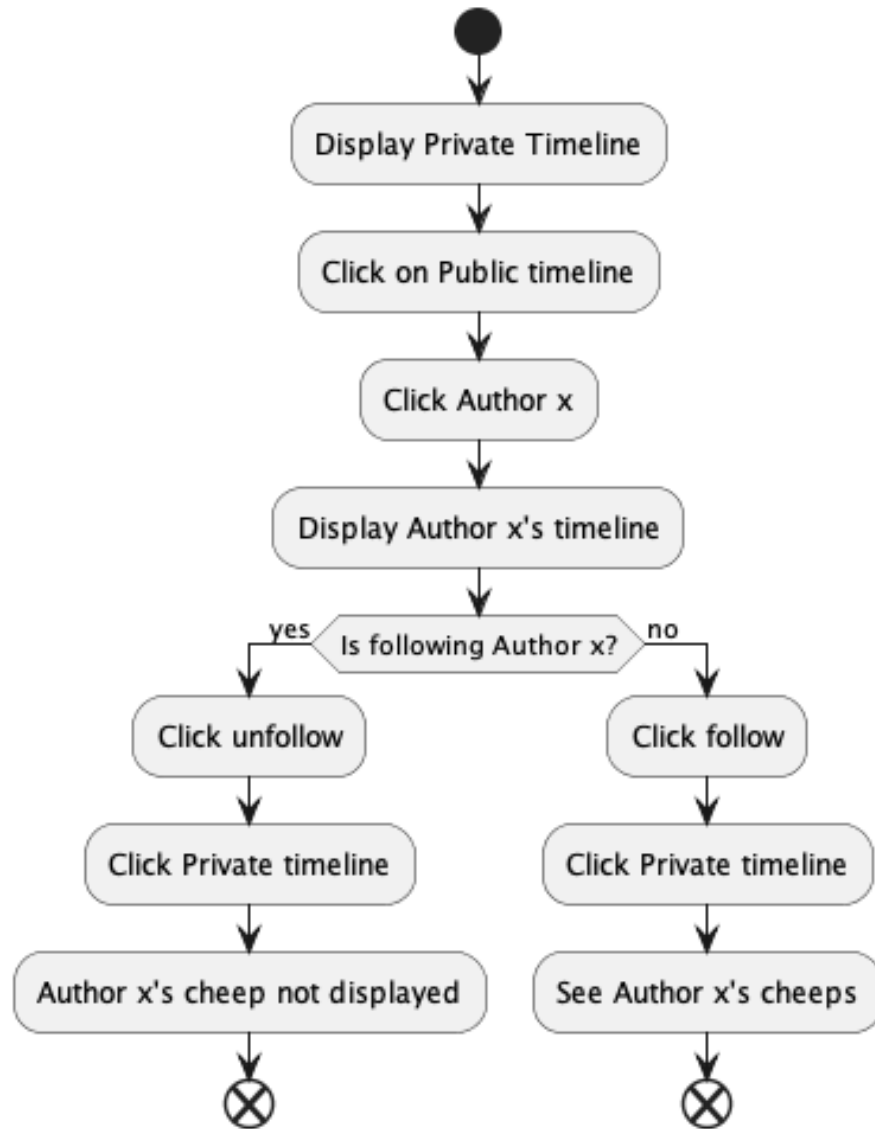 Display Private Timeline
Click on Public timeline
Click Author x
Display Author x's timeline
yes
Is following Author x?
no
Click unfollow
Click follow
Click Private timeline
Click Private timeline
Author x's cheep not displayed
See Author x's cheeps